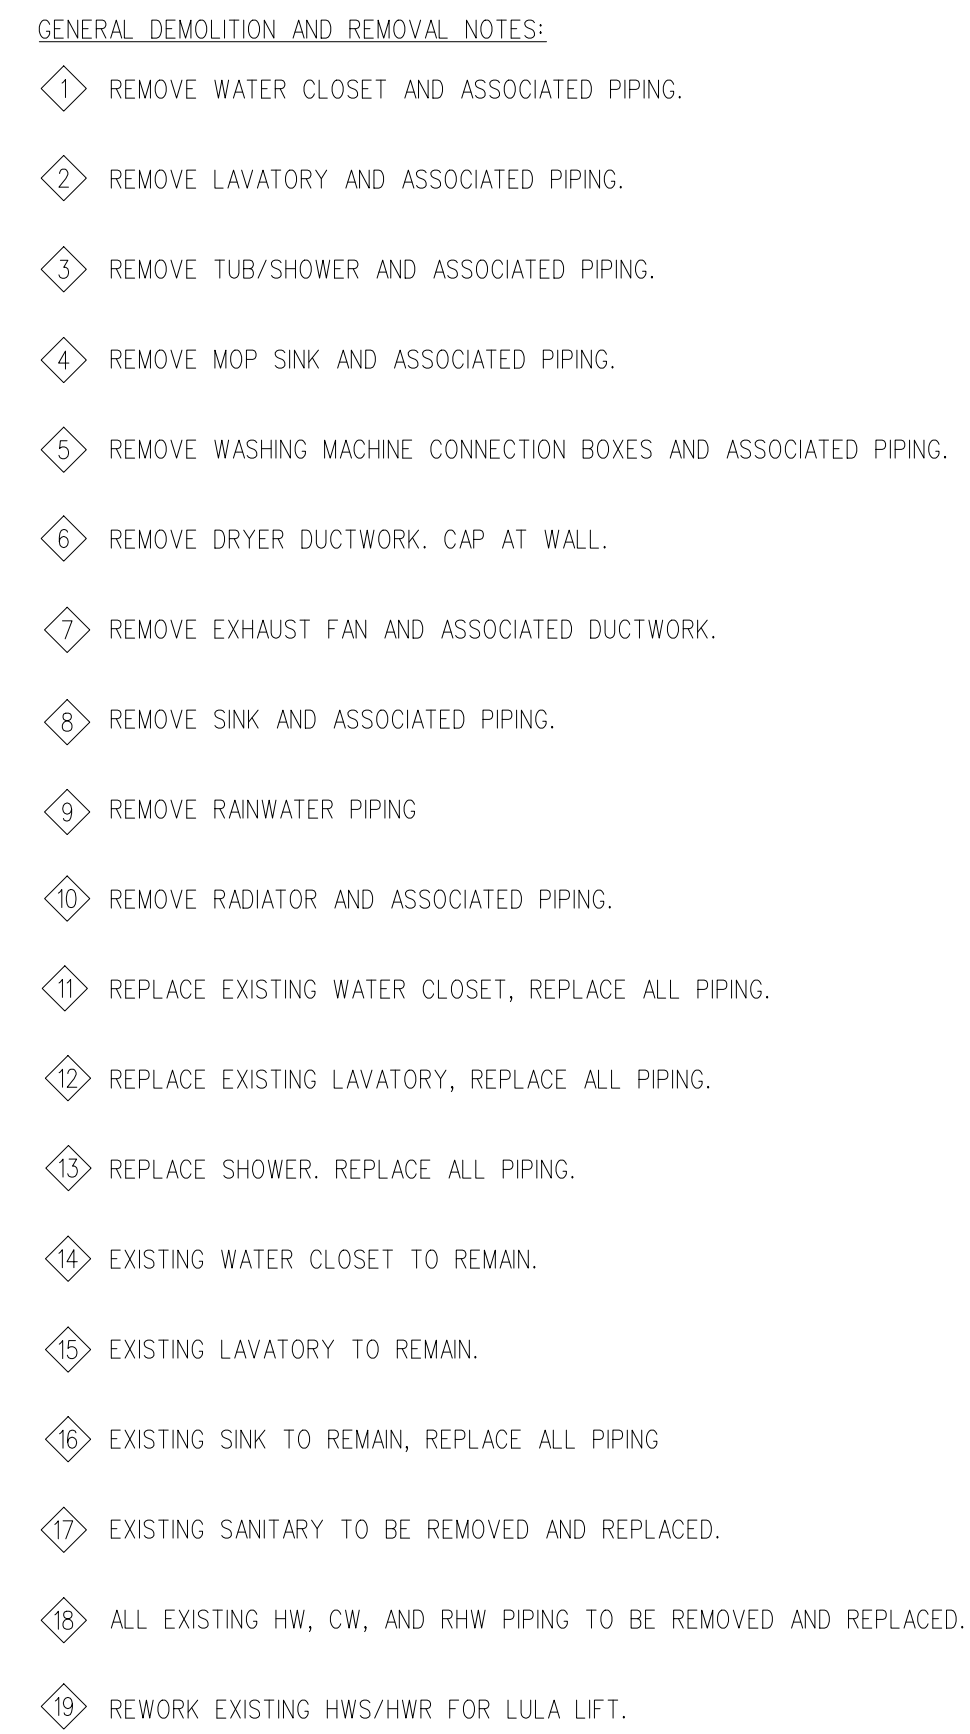 GENERAL DEMOLITION AND REMOVAL NOTES:
1 REMOVE WATER CLOSET AND ASSOCIATED PIPING.
2 REMOVE LAVATORY AND ASSOCIATED PIPING.
3 REMOVE TUB/SHOWER AND ASSOCIATED PIPING.
4 REMOVE MOP SINK AND ASSOCIATED PIPING.
5 REMOVE WASHING MACHINE CONNECTION BOXES AND ASSOCIATED PIPING.
6 REMOVE DRYER DUCTWORK. CAP AT WALL.
7 REMOVE EXHAUST FAN AND ASSOCIATED DUCTWORK.
8 REMOVE SINK AND ASSOCIATED PIPING.
9 REMOVE RAINWATER PIPING
10 REMOVE RADIATOR AND ASSOCIATED PIPING.
11 REPLACE EXISTING WATER CLOSET, REPLACE ALL PIPING.
12 REPLACE EXISTING LAVATORY, REPLACE ALL PIPING.
13 REPLACE SHOWER. REPLACE ALL PIPING.
14 EXISTING WATER CLOSET TO REMAIN.
15 EXISTING LAVATORY TO REMAIN.
16 EXISTING SINK TO REMAIN, REPLACE ALL PIPING
17 EXISTING SANITARY TO BE REMOVED AND REPLACED.
18 ALL EXISTING HW, CW, AND RHW PIPING TO BE REMOVED AND REPLACED.
19 REWORK EXISTING HWS/HWR FOR LULA LIFT.